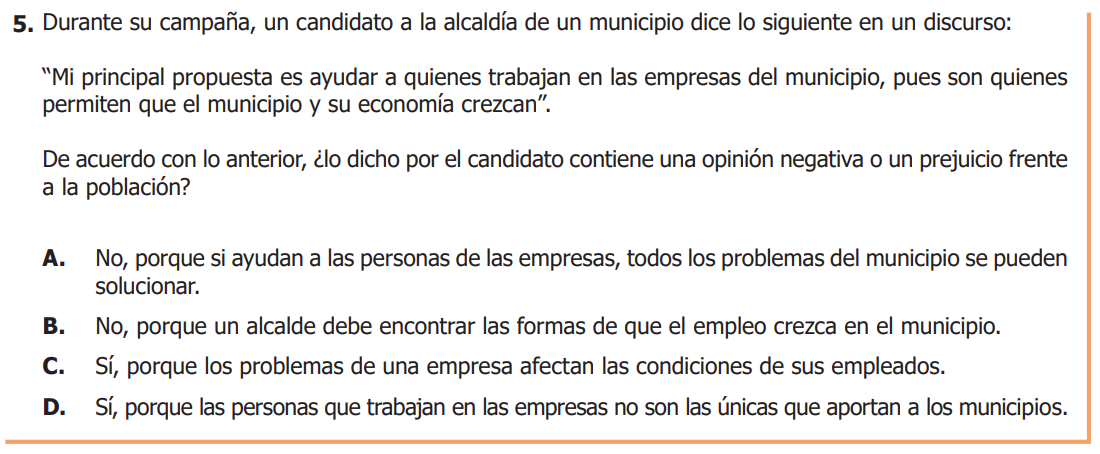 5. Durante su campaña, un candidato a la alcaldía de un municipio dice lo siguiente en un discurso:
“Mi principal propuesta es ayudar a quienes trabajan en las empresas del municipio, pues son quienes
permiten que el municipio y su economía crezcan”.
De acuerdo con lo anterior, ¿lo dicho por el candidato contiene una opinión negativa o un prejuicio frente
a la población?
A. No, porque si ayudan a las personas de las empresas, todos los problemas del municipio se pueden
solucionar.
B. No, porque un alcalde debe encontrar las formas de que el empleo crezca en el municipio.
C. Sí, porque los problemas de una empresa afectan las condiciones de sus empleados.
D. Sí, porque las personas que trabajan en las empresas no son las únicas que aportan a los municipios.